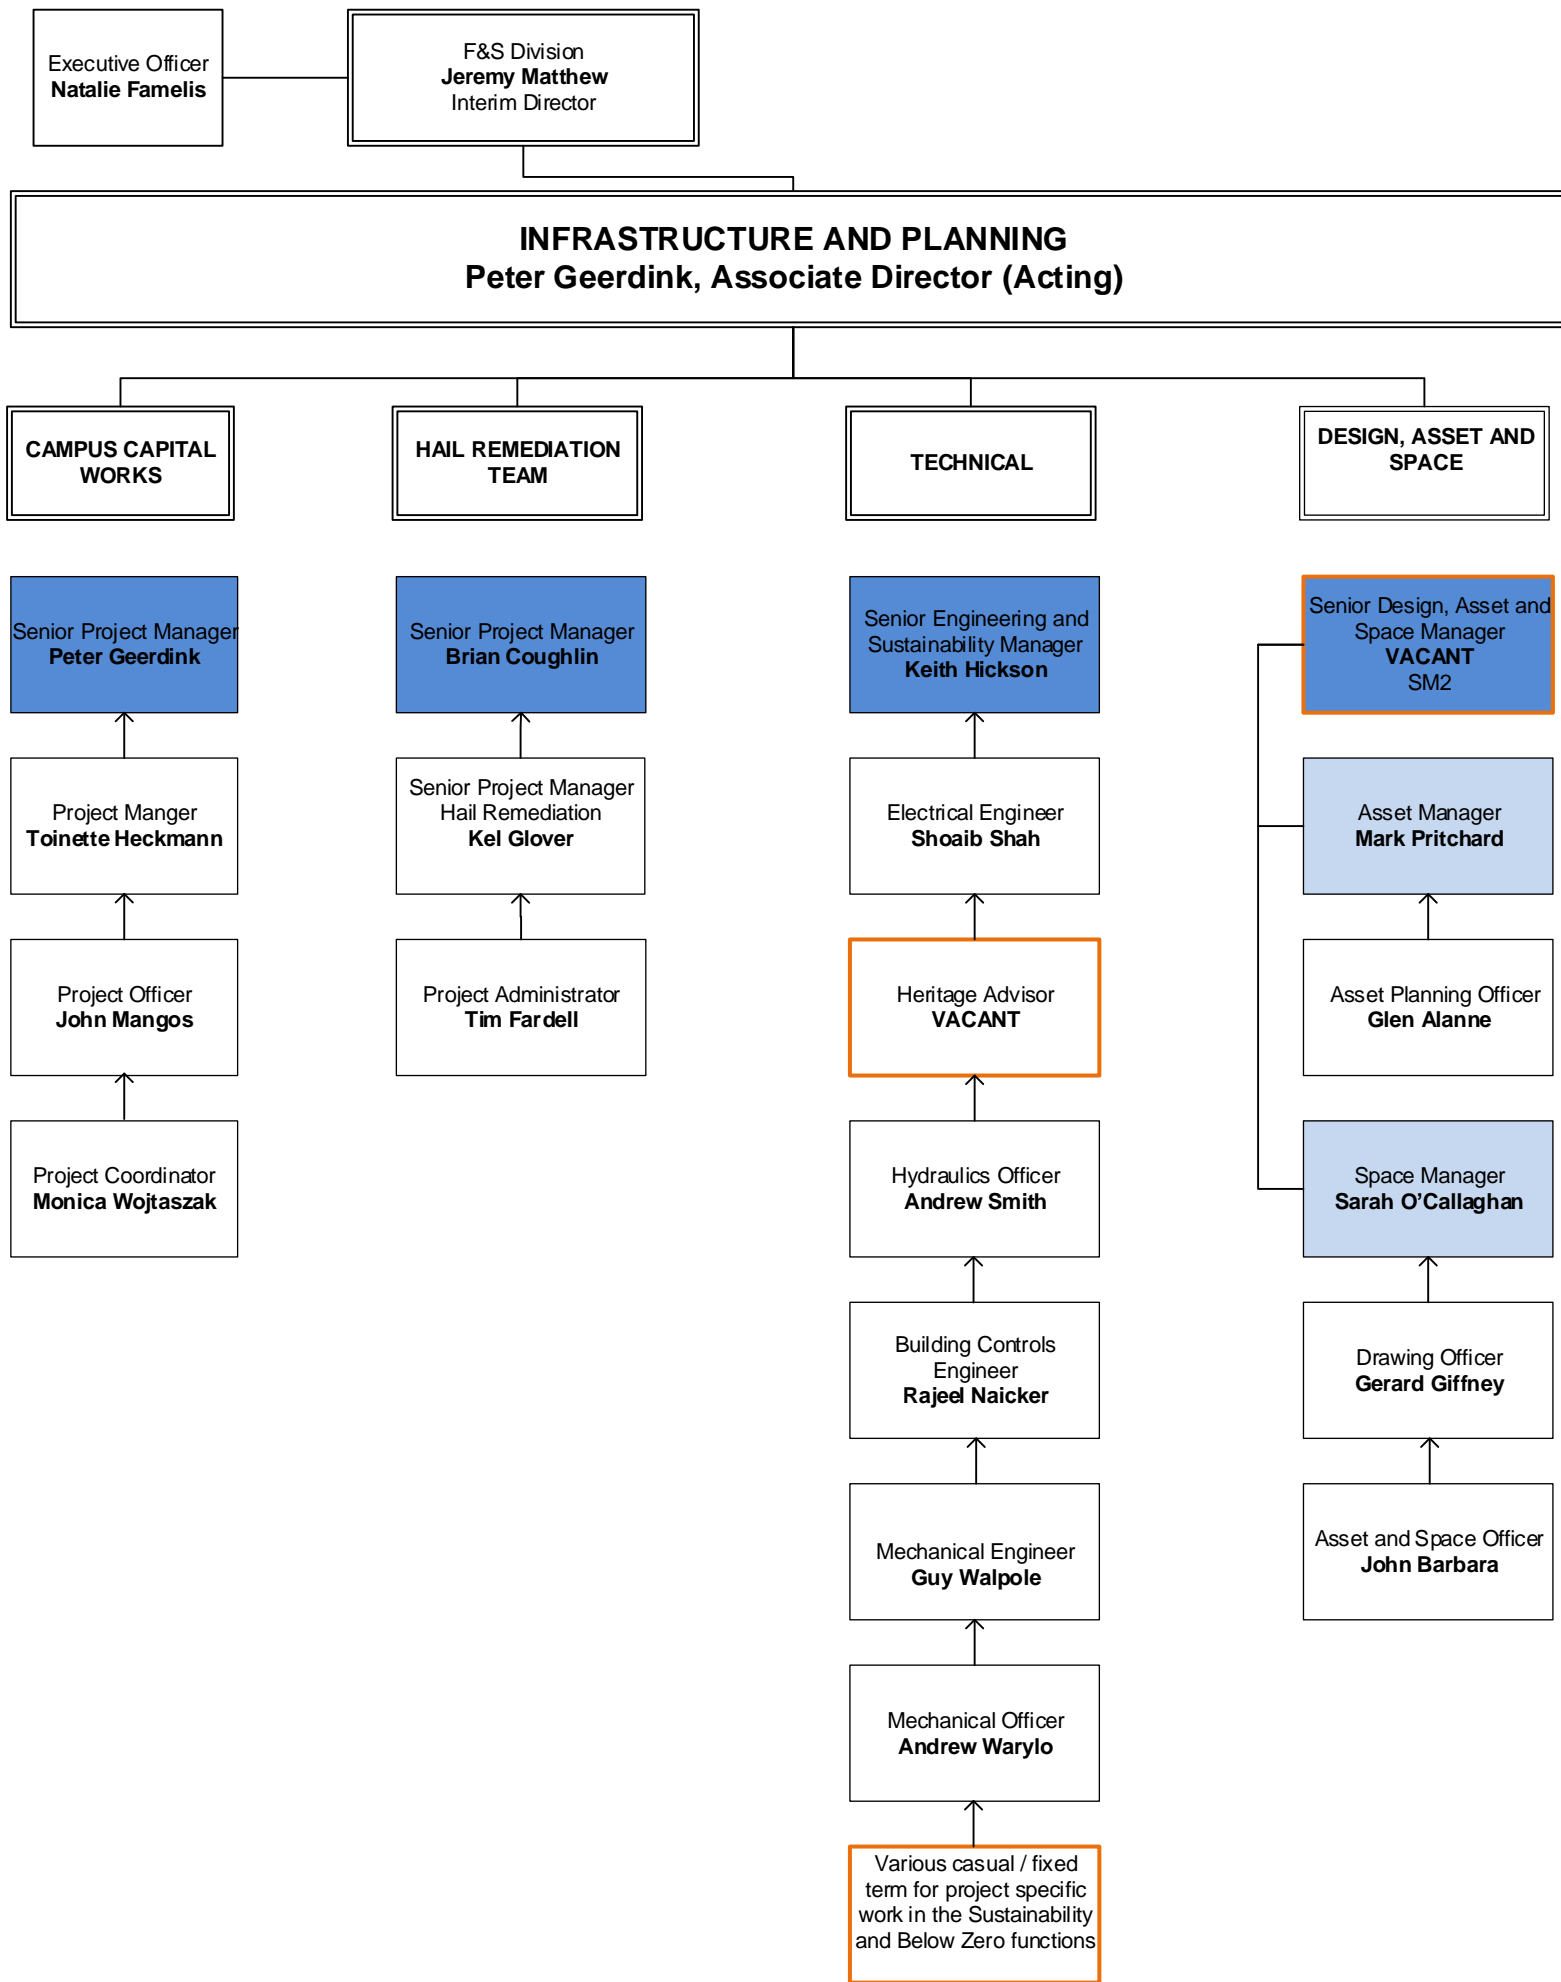 Executive Officer
Natalie Famelis
F&S Division
Jeremy Matthew
Interim Director
INFRASTRUCTURE AND PLANNING
Peter Geerdink, Associate Director (Acting)
CAMPUS CAPITAL
WORKS
HAIL REMEDIATION
TEAM
TECHNICAL
DESIGN, ASSET AND
SPACE
Senior Project Manager
Peter Geerdink
Senior Project Manager
Brian Coughlin
Senior Engineering and
Sustainability Manager
Keith Hickson
Senior Design, Asset and
Space Manager
VACANT
SM2
Project Manger
Toinette Heckmann
Senior Project Manager
Hail Remediation
Kel Glover
Electrical Engineer
Shoaib Shah
Asset Manager
Mark Pritchard
Project Officer
John Mangos
Project Administrator
Tim Fardell
Heritage Advisor
VACANT
Asset Planning Officer
Glen Alanne
Project Coordinator
Monica Wojtaszak
Hydraulics Officer
Andrew Smith
Space Manager
Sarah O’Callaghan
Building Controls
Engineer
Rajeel Naicker
Drawing Officer
Gerard Giffney
Mechanical Engineer
Guy Walpole
Asset and Space Officer
John Barbara
Mechanical Officer
Andrew Warylo
Various casual / fixed
term for project specific
work in the Sustainability
and Below Zero functions